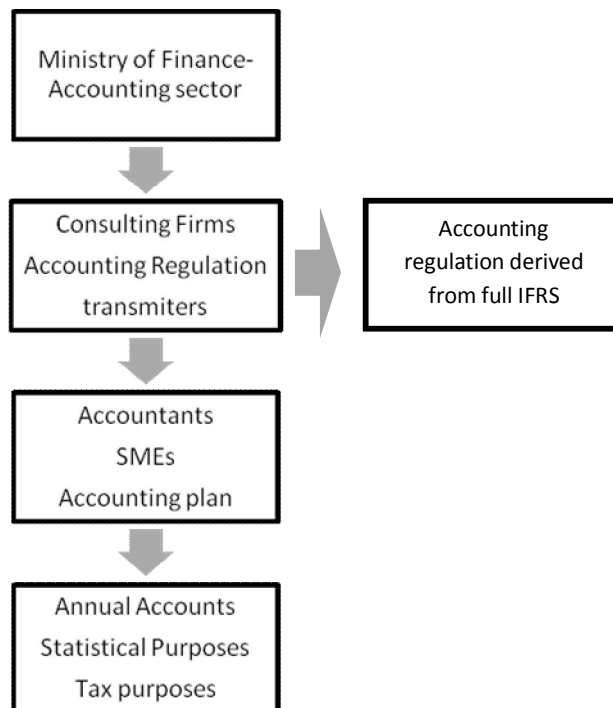 Ministry of Finance-
Accounting sector
Consulting Firms
Accounting Regulation
transmiters
Accounting
regulation derived
from full IFRS
Accountants
SMEs
Accounting plan
Annual Accounts
Statistical Purposes
Tax purposes